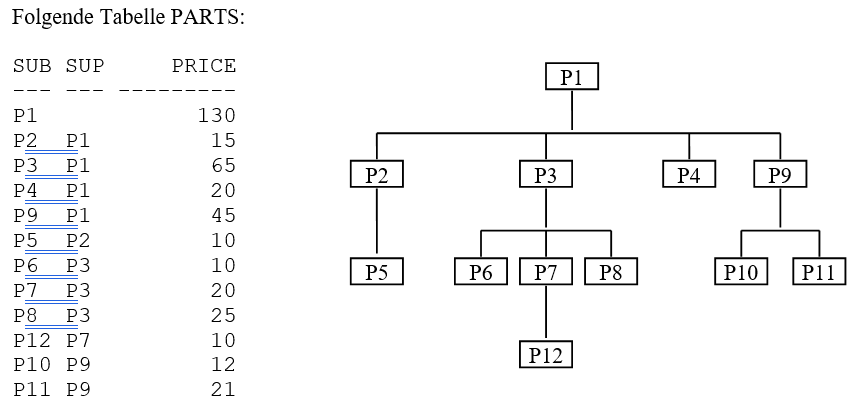 Folgende Tabelle PARTS:
SUB SUP PRICE
--- --- ---------
P1 130
P2 P1 15
P3 P1 65
P4 P1 20
P9 P1 45
P5 P2 10
P6 P3 10
P7 P3 20
P8 P3 25
P12 P7 10
P10 P9 12
P11 P9 21
P1
P2 P3 P4 P9
P5 P6 P7 P8 P10 P11
P12